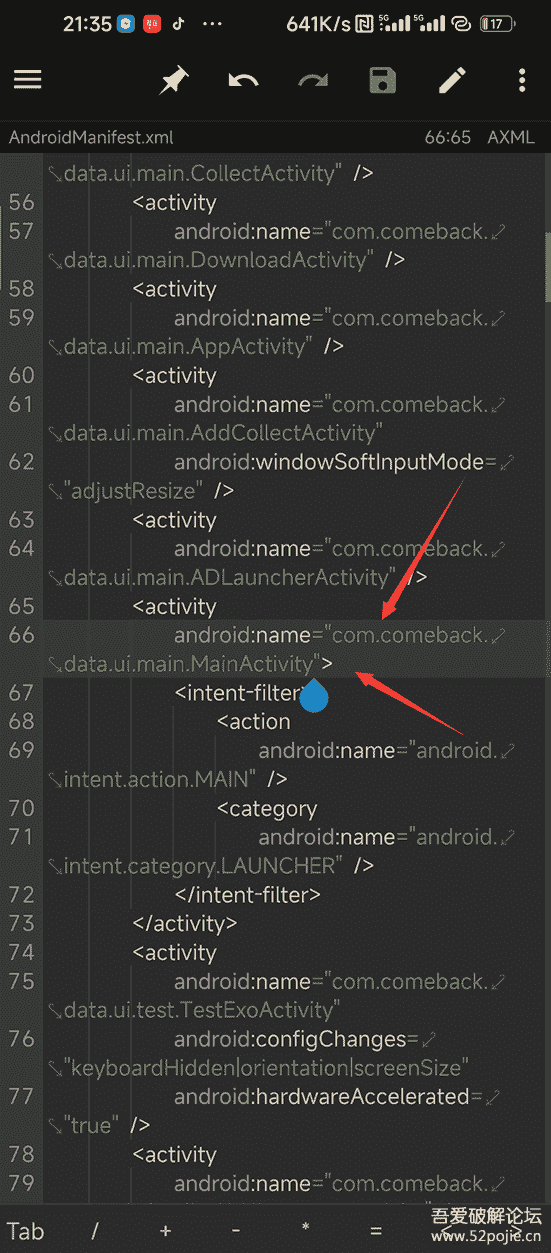 21:35 641K/s 5G 5G 17
AndroidManifest.xml 66:65 AXML
data.ui.main.CollectActivity" />
56 <activity
57 android:name="com.comeback.
data.ui.main.DownloadActivity" />
58 <activity
59 android:name="com.comeback.
data.ui.main.AppActivity" />
60 <activity
61 android:name="com.comeback.
data.ui.main.AddCollectActivity"
62 android:windowSoftInputMode=
"adjustResize" />
63 <activity
64 android:name="com.comeback.
data.ui.main.ADLauncherActivity" />
65 <activity
66 android:name="com.comeback.
data.ui.main.MainActivity">
67 <intent-filter>
68 <action
69 android:name="android.
intent.action.MAIN" />
70 <category
71 android:name="android.
intent.category.LAUNCHER" />
72 </intent-filter>
73 </activity>
74 <activity
75 android:name="com.comeback.
data.ui.test.TestExoActivity"
76 android:configChanges=
"keyboardHidden|orientation|screenSize"
77 android:hardwareAccelerated=
"true" />
78 <activity
79 android:name="com.comeback.
Tab / + - * =
吾爱破解论坛
www.52pojie.cn